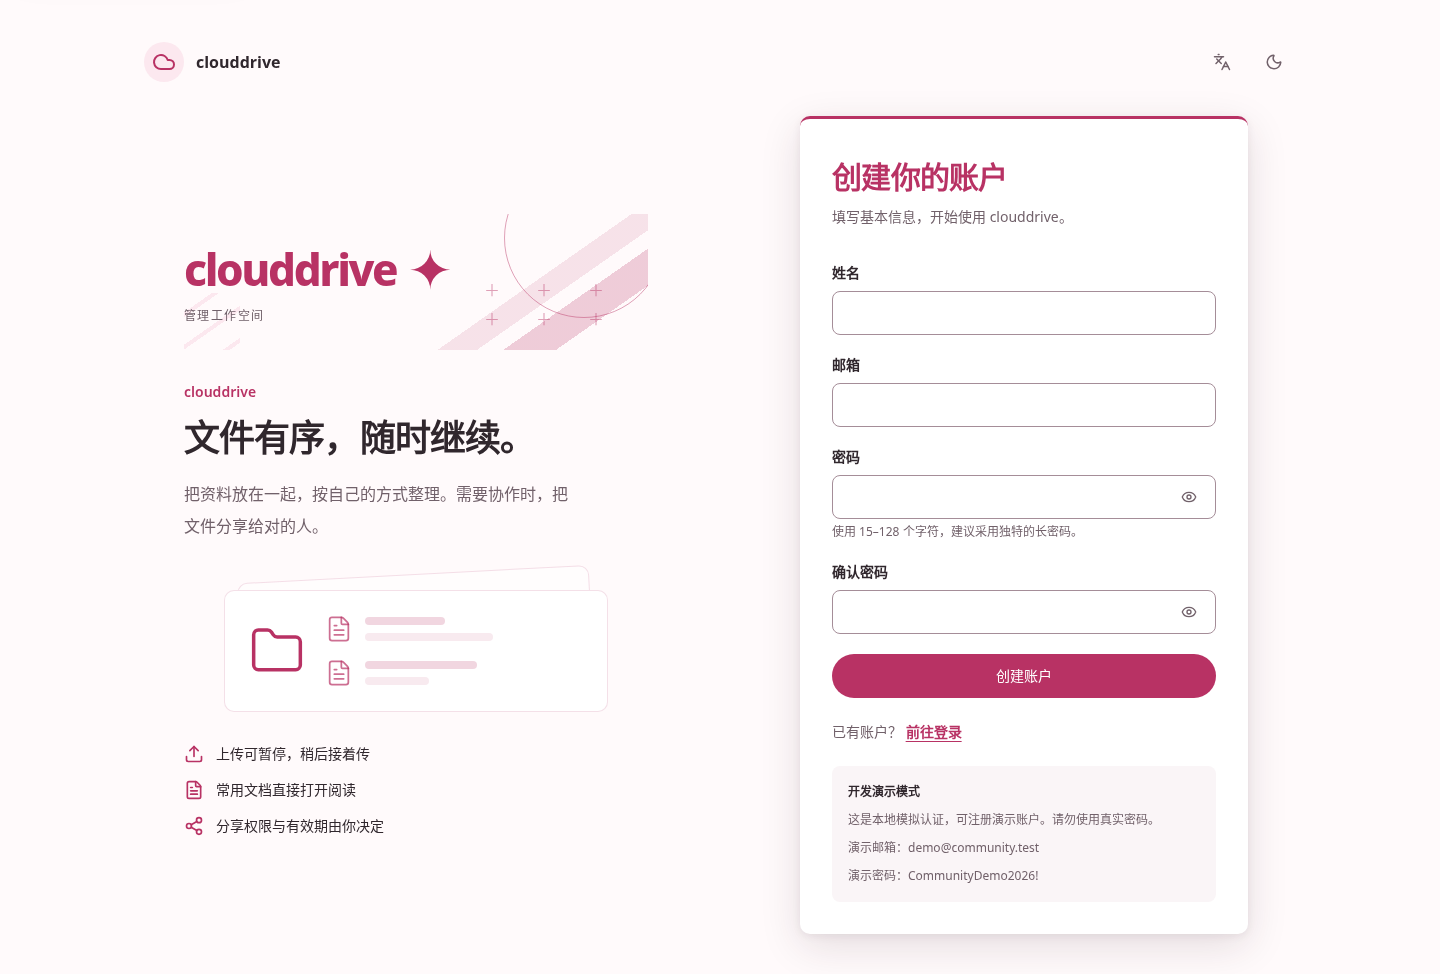 clouddrive
clouddrive
管理工作空间
clouddrive
文件有序，随时继续。
把资料放在一起，按自己的方式整理。需要协作时，把
文件分享给对的人。
上传可暂停，稍后接着传
常用文档直接打开阅读
分享权限与有效期由你决定
创建你的账户
填写基本信息，开始使用 clouddrive。
姓名
邮箱
密码
使用 15–128 个字符，建议采用独特的长密码。
确认密码
创建账户
已有账户？ 前往登录
开发演示模式
这是本地模拟认证，可注册演示账户。请勿使用真实密码。
演示邮箱：demo@community.test
演示密码：CommunityDemo2026!